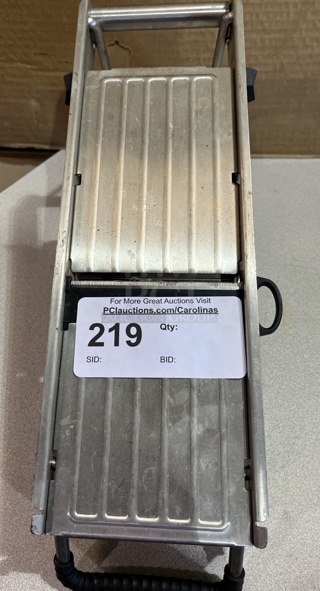 For More Great Auctions Visit
PCIauctions.com/Carolinas
219
Qty:
SID:
BID: